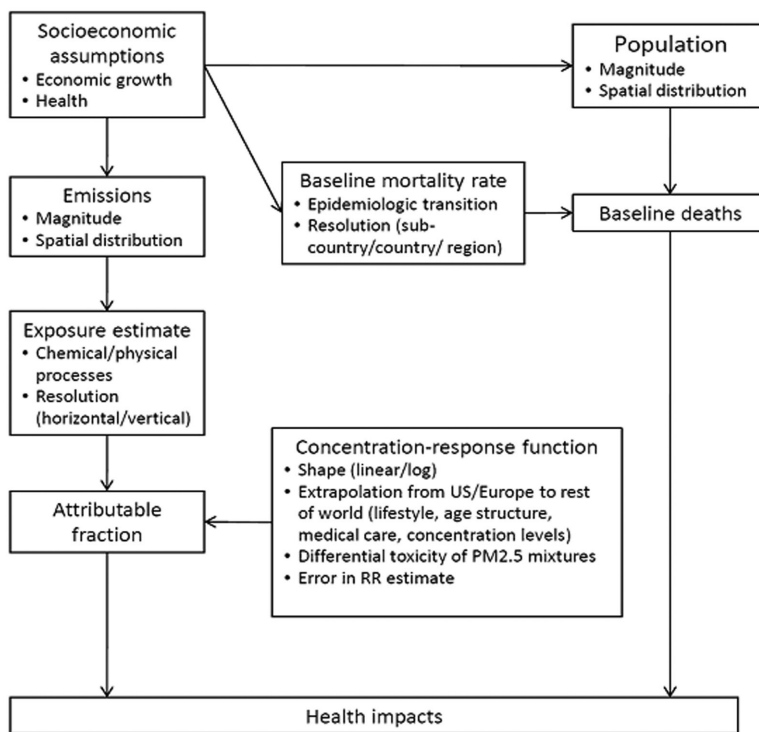 Socioeconomic
assumptions
• Economic growth
• Health
Population
• Magnitude
• Spatial distribution
Emissions
• Magnitude
• Spatial distribution
Baseline mortality rate
• Epidemiologic transition
• Resolution (sub-
country/country/ region)
Baseline deaths
Exposure estimate
• Chemical/physical
processes
• Resolution
(horizontal/vertical)
Concentration-response function
• Shape (linear/log)
• Extrapolation from US/Europe to rest
of world (lifestyle, age structure,
medical care, concentration levels)
• Differential toxicity of PM2.5 mixtures
• Error in RR estimate
Attributable
fraction
Health impacts